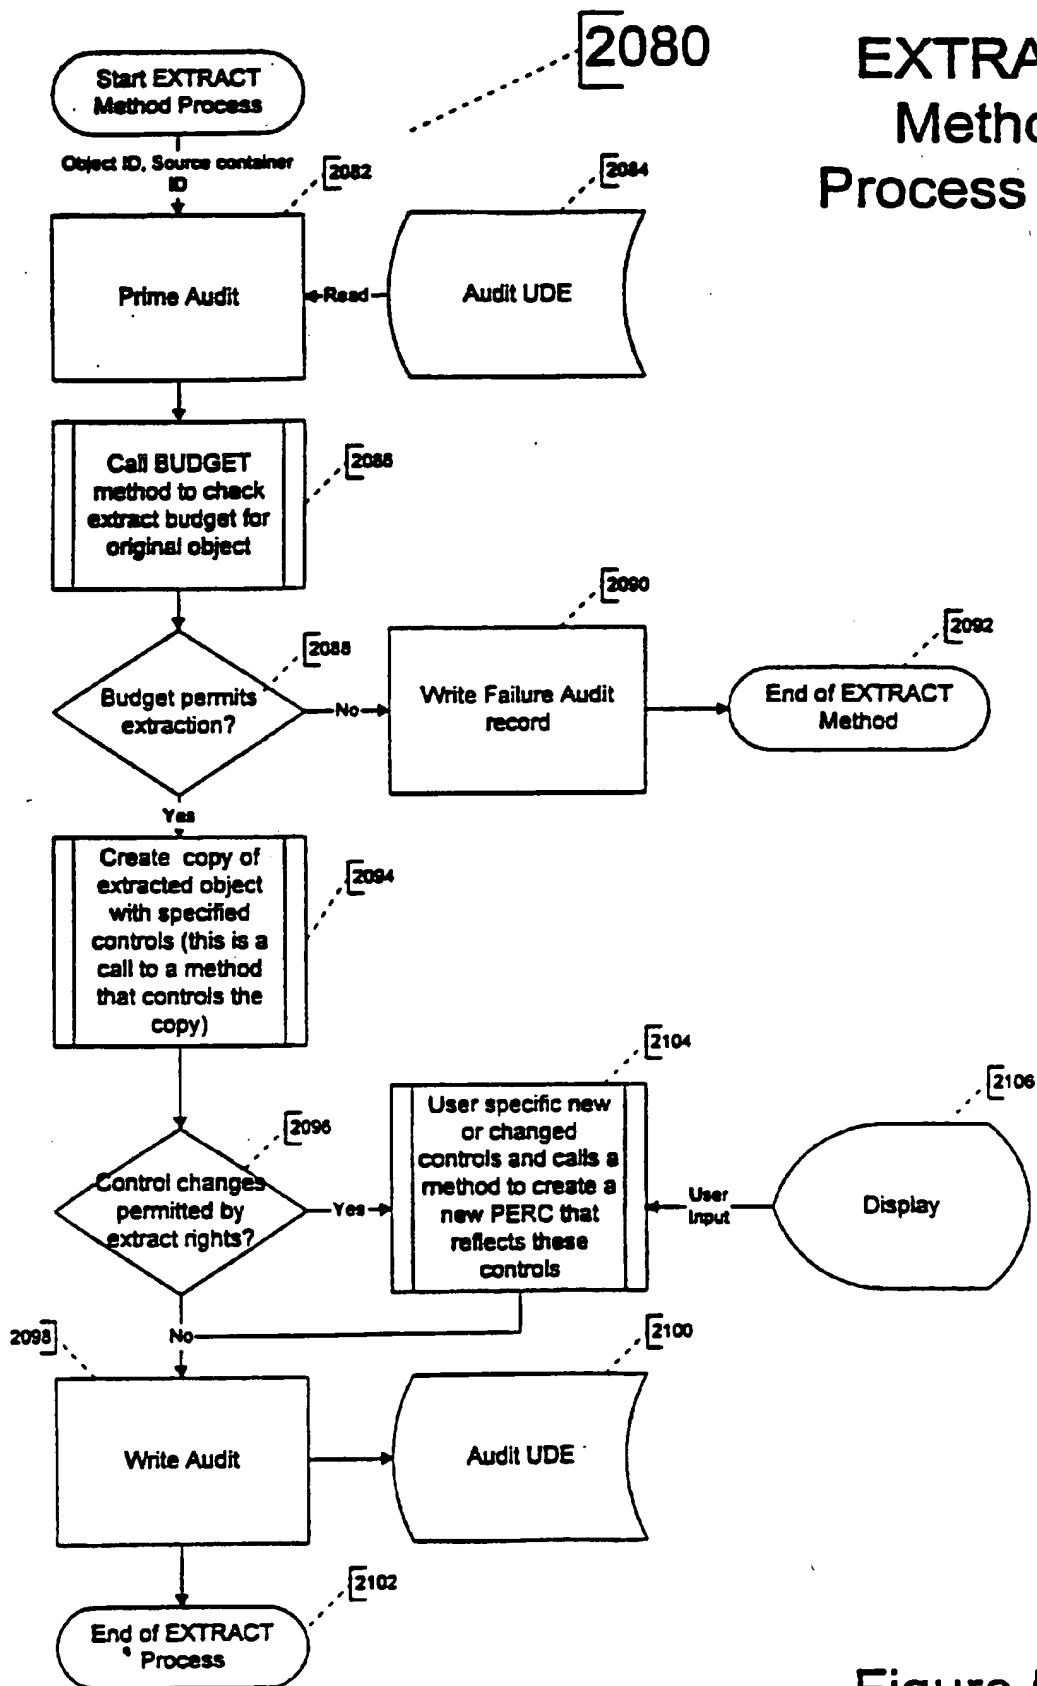 2080
EXTRA
Metho
Process
Start EXTRACT
Method Process
Object ID, Source container
ID
2082
2084
Prime Audit
Read
Audit UDE
Call BUDGET
method to check
extract budget for
original object
2086
Budget permits
extraction?
2088
No
2090
Write Failure Audit
record
2092
End of EXTRACT
Method
Yes
Create copy of
extracted object
with specified
controls (this is a
call to a method
that controls the
copy)
2094
2096
Control changes
permitted by
extract rights?
Yes
2104
User specific new
or changed
controls and calls a
method to create a
new PERC that
reflects these
controls
User
Input
2106
Display
No
2098
Write Audit
2100
Audit UDE
2102
End of EXTRACT
Process
Figure